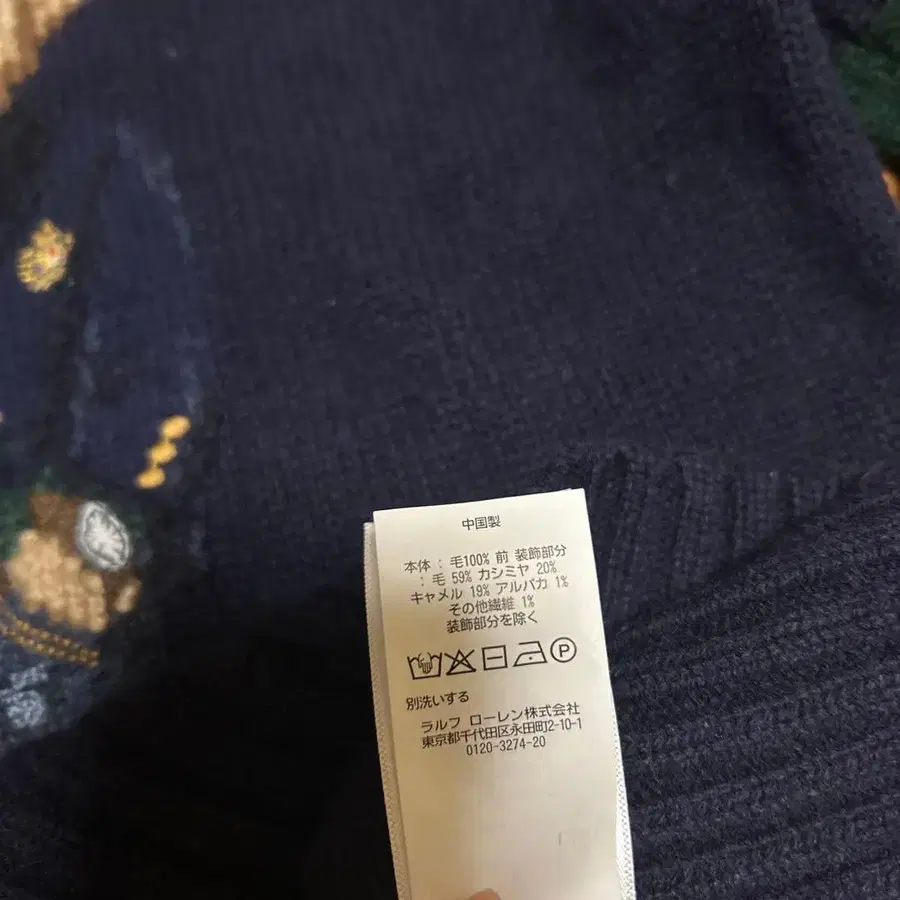 中国製
本体 : 毛100% 前 装飾部分
: 毛 59% カシミヤ 20%
キャメル 19% アルパカ 1%
その他繊維 1%
装飾部分を除く
P
別洗いする
ラルフ ローレン株式会社
東京都千代田区永田町2-10-1
0120-3274-20